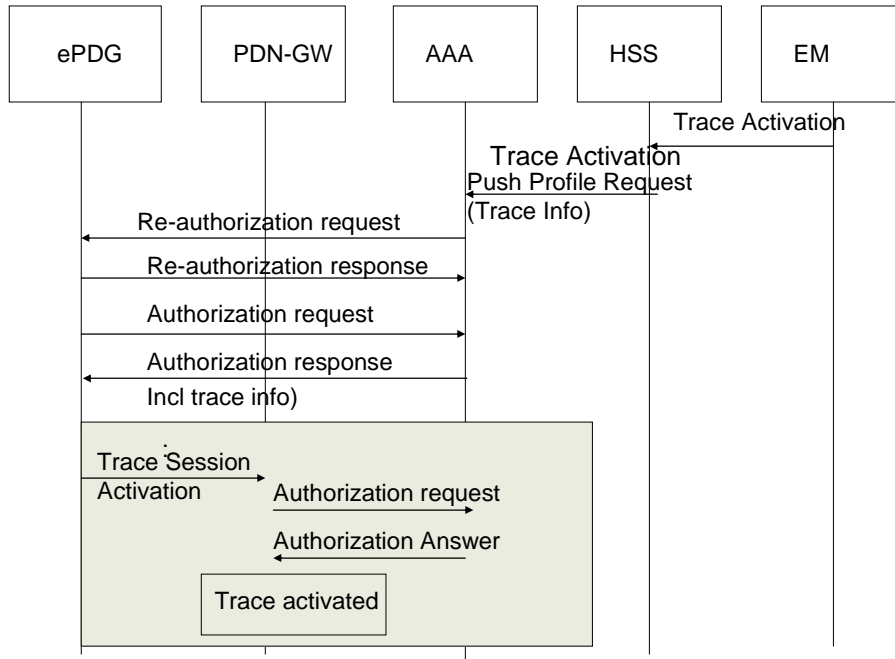 ePDG
PDN-GW
AAA
HSS
EM
Trace Activation
Trace Activation
Push Profile Request
(Trace Info)
Re-authorization request
Re-authorization response
Authorization request
Authorization response
Incl trace info)
:
Trace Session
Activation
Authorization request
Authorization Answer
Trace activated